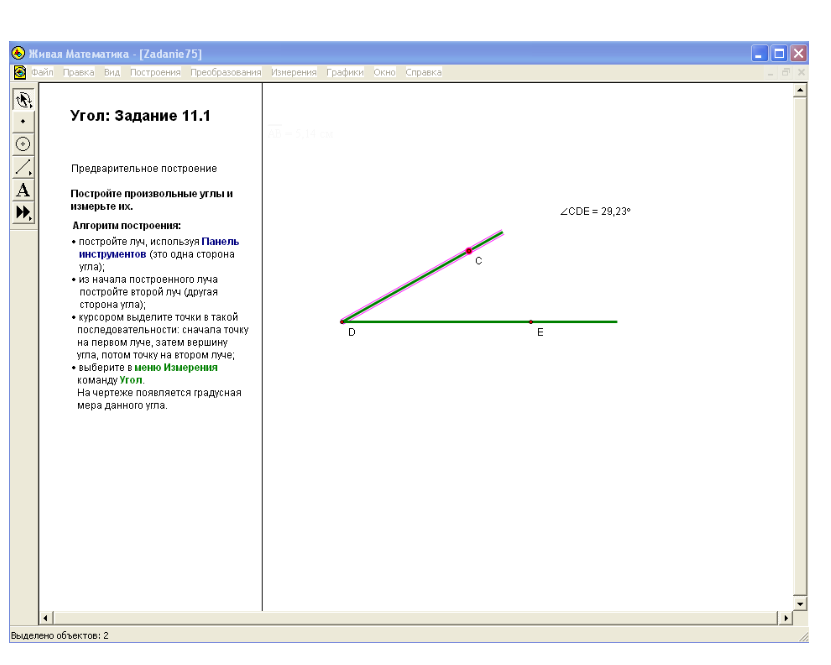 Живая Математика - [Zadanie75]
Файл Правка Вид Построения Преобразования Измерения Графики Окно Справка
Угол: Задание 11.1
Предварительное построение
Постройте произвольные углы и
измерьте их.
Алгоритм построения:
• постройте луч, используя Панель
инструментов (это одна сторона
угла);
• из начала построенного луча
постройте второй луч (другая
сторона угла);
• курсором выделите точки в такой
последовательности: сначала точку
на первом луче, затем вершину
угла, потом точку на втором луче;
• выберите в меню Измерения
команду Угол.
На чертеже появляется градусная
мера данного угла.
A
∠CDE = 29,23°
C
D
E
Выделено объектов: 2